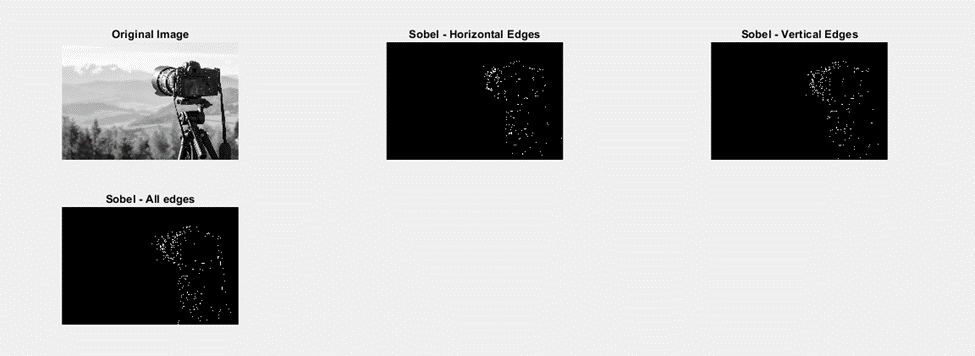 Original Image
Sobel - Horizontal Edges
Sobel - Vertical Edges
Sobel - All edges